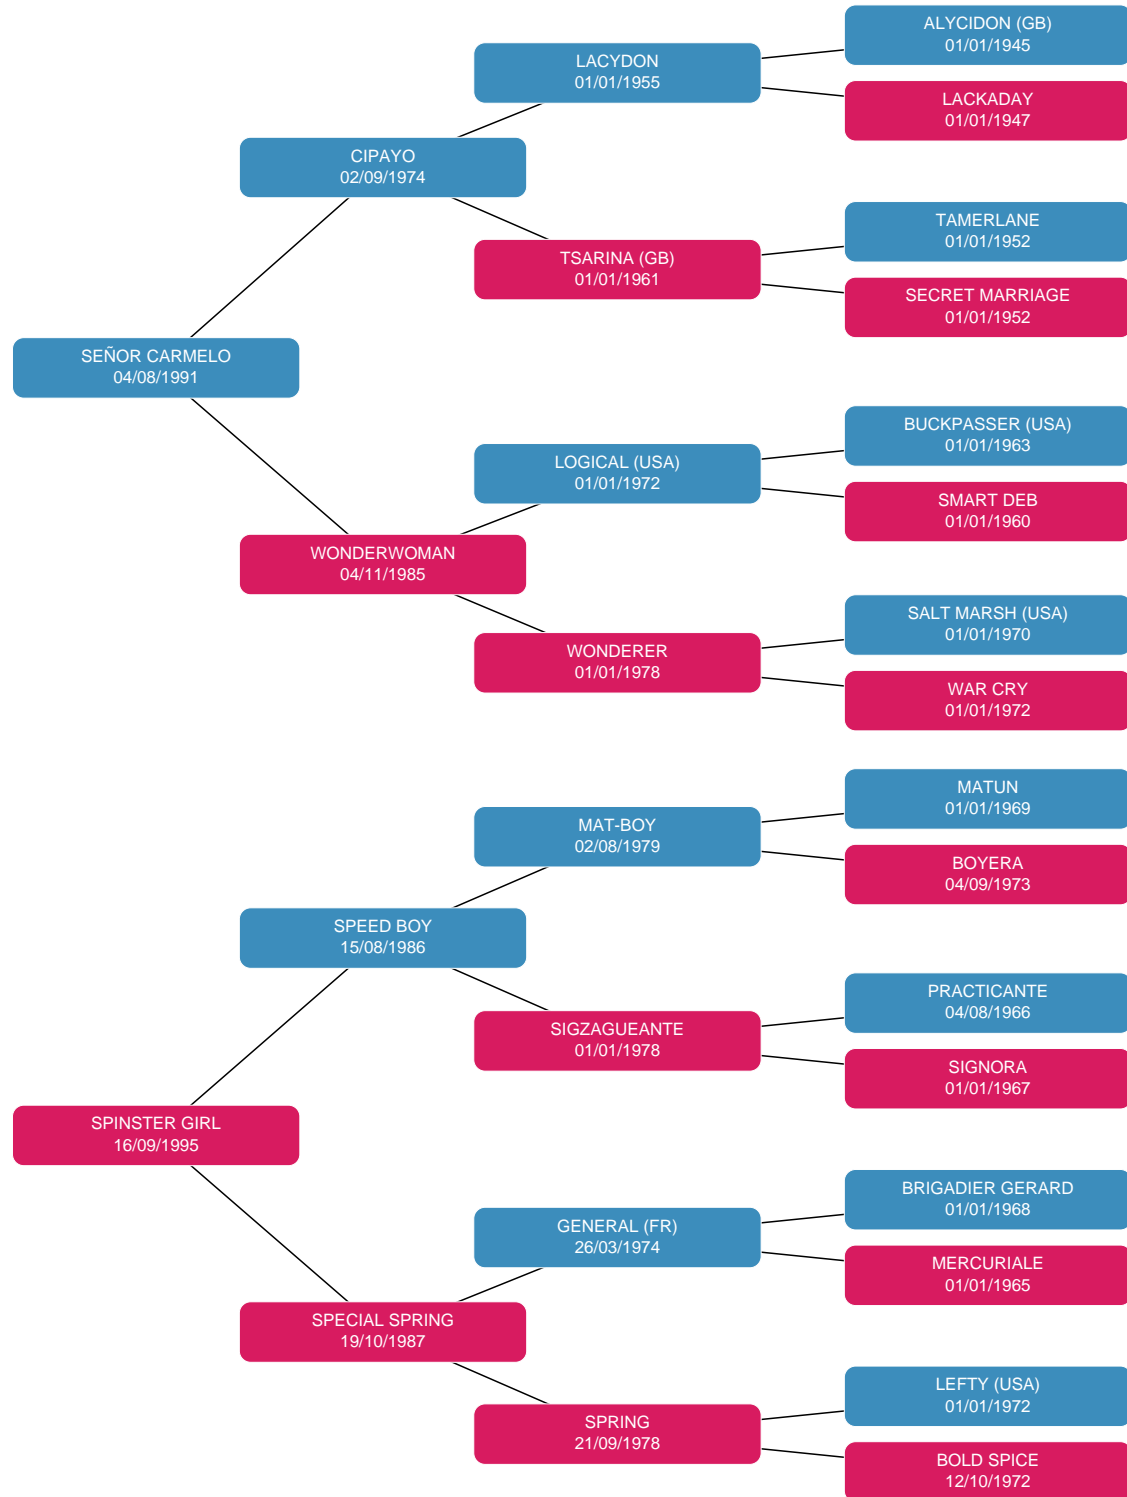 ALYCIDON (GB)
01/01/1945
LACYDON
01/01/1955
LACKADAY
01/01/1947
CIPAYO
02/09/1974
TAMERLANE
01/01/1952
TSARINA (GB)
01/01/1961
SECRET MARRIAGE
01/01/1952
SEÑOR CARMELO
04/08/1991
BUCKPASSER (USA)
01/01/1963
LOGICAL (USA)
01/01/1972
SMART DEB
01/01/1960
WONDERWOMAN
04/11/1985
SALT MARSH (USA)
01/01/1970
WONDERER
01/01/1978
WAR CRY
01/01/1972
MATUN
01/01/1969
MAT-BOY
02/08/1979
BOYERA
04/09/1973
SPEED BOY
15/08/1986
PRACTICANTE
04/08/1966
SIGZAGUEANTE
01/01/1978
SIGNORA
01/01/1967
SPINSTER GIRL
16/09/1995
BRIGADIER GERARD
01/01/1968
GENERAL (FR)
26/03/1974
MERCURIALE
01/01/1965
SPECIAL SPRING
19/10/1987
LEFTY (USA)
01/01/1972
SPRING
21/09/1978
BOLD SPICE
12/10/1972